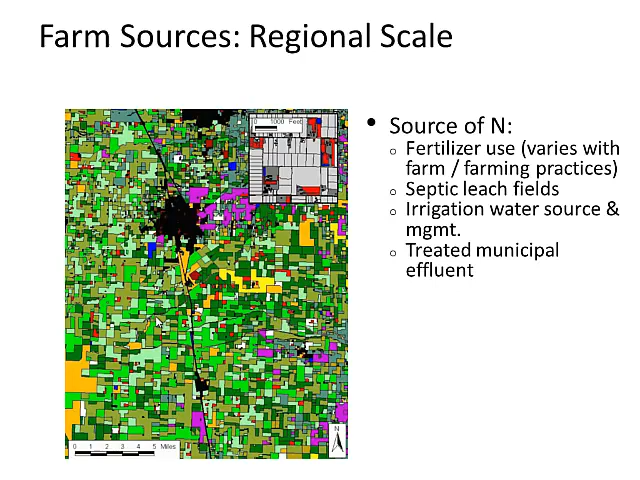 Farm Sources: Regional Scale
0 1000 Feet
• Source of N:
o Fertilizer use (varies with
farm / farming practices)
o Septic leach fields
o Irrigation water source &
mgmt.
o Treated municipal
effluent
N
0 1 2 3 4 5 Miles